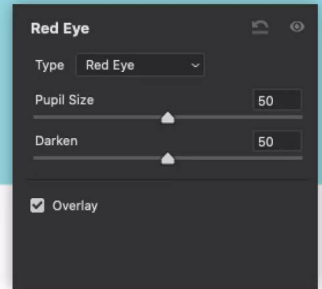 Red Eye
Type Red Eye
Pupil Size 50
Darken 50
Overlay